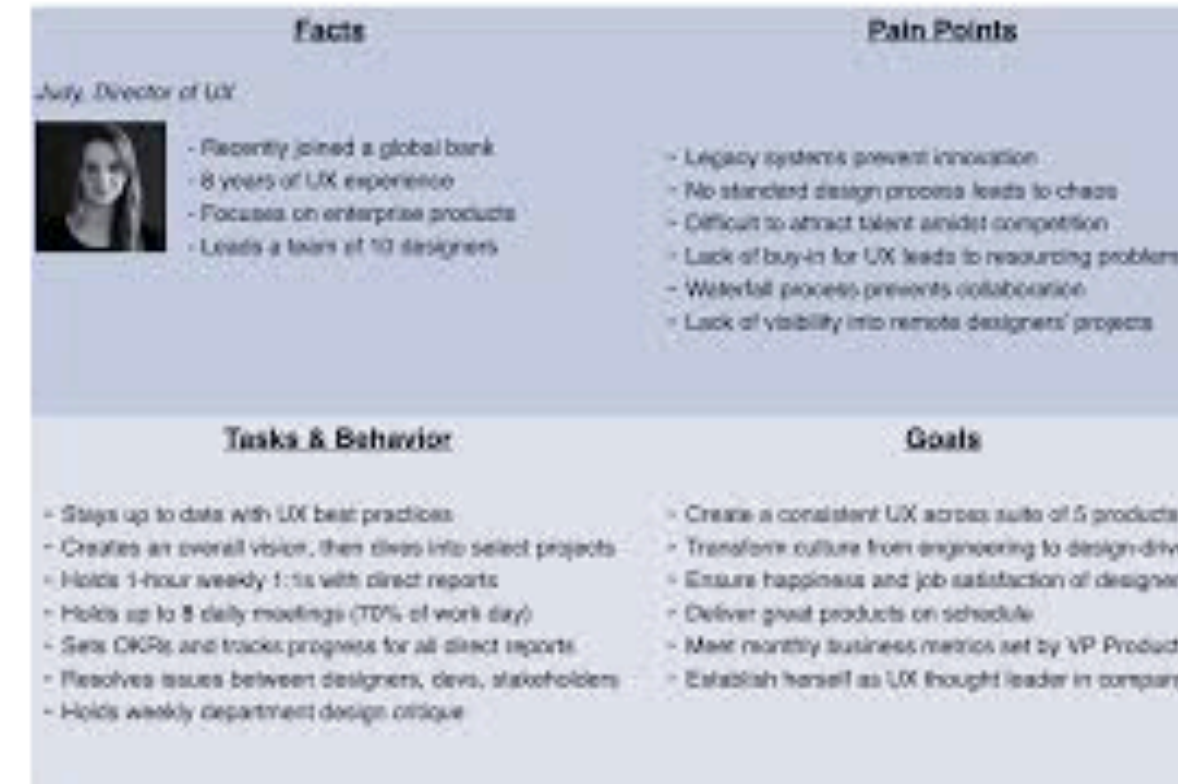 Facts
Judy, Director of UX
- Recently joined a global bank
- 8 years of UX experience
- Focuses on enterprise products
- Leads a team of 10 designers
Pain Points
- Legacy systems prevent innovation
- No standard design process leads to chaos
- Difficult to attract talent amidst competition
- Lack of buy-in for UX leads to resourcing problem
- Waterfall process prevents collaboration
- Lack of visibility into remote designers' projects
Tasks & Behavior
- Stays up to date with UX best practices
- Creates an overall vision, then dives into select projects
- Holds 1-hour weekly 1:1s with direct reports
- Holds up to 8 daily meetings (70% of work day)
- Sets OKRs and tracks progress for all direct reports
- Resolves issues between designers, devs, stakeholders
- Holds weekly department design critique
Goals
- Create a consistent UX across suite of 5 products
- Transform culture from engineering to design-driv
- Ensure happiness and job satisfaction of designe
- Deliver great products on schedule
- Meet monthly business metrics set by VP Product
- Establish herself as UX thought leader in compan